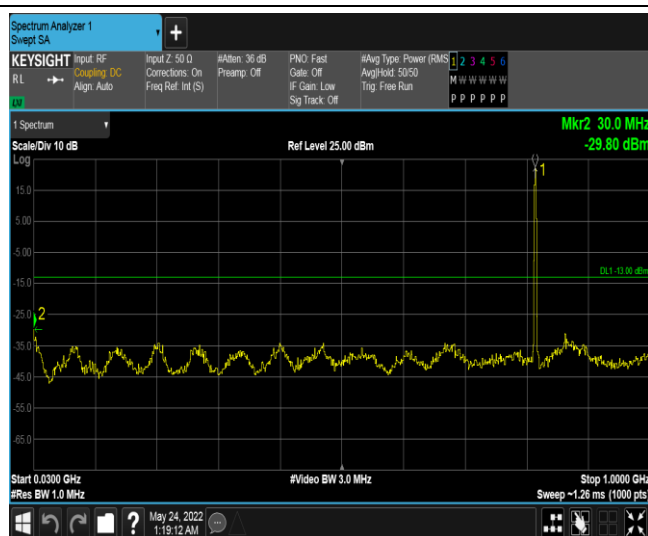 Spectrum Analyzer 1
Swept SA
+
KEYSIGHT
RL
LXI
Input: RF
Coupling: DC
Align: Auto
Input Z: 50 Ω
Corrections: On
Freq Ref: Int (S)
#Atten: 36 dB
Preamp: Off
PNO: Fast
Gate: Off
IF Gain: Low
Sig Track: Off
#Avg Type: Power (RMS
Avg|Hold: 50/50
Trig: Free Run
1 2 3 4 5 6
M W W W W W
P P P P P P
1 Spectrum
Scale/Div 10 dB
Ref Level 25.00 dBm
Mkr2 30.0 MHz
-29.80 dBm
Log
15.0
5.00
-5.00
-15.0
-25.0
-35.0
-45.0
-55.0
-65.0
1
2
DL1 -13.00 dBm
Start 0.0300 GHz
#Res BW 1.0 MHz
#Video BW 3.0 MHz
Stop 1.0000 GHz
Sweep ~1.26 ms (1000 pts)
?
May 24, 2022
1:19:12 AM